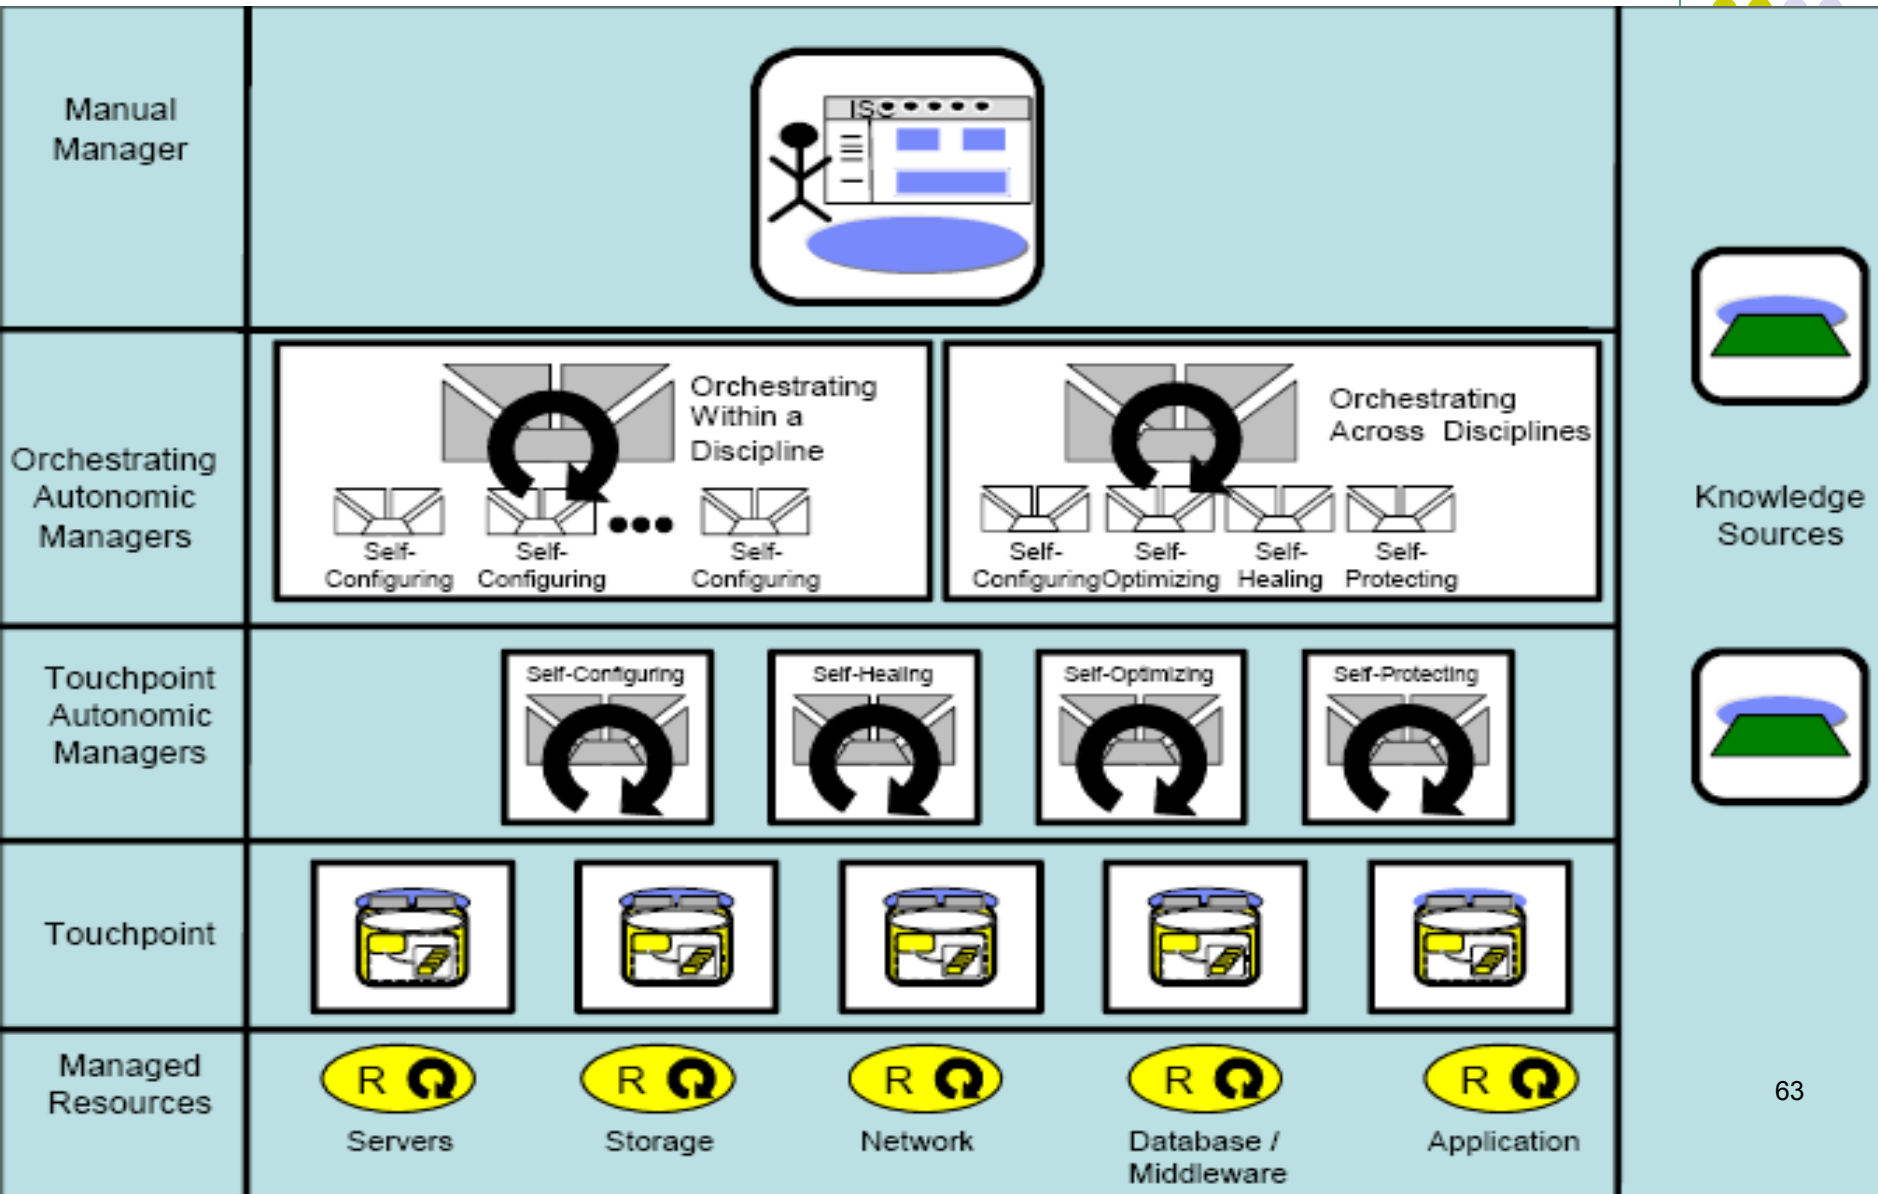 Manual
Manager
ISC
Orchestrating
Autonomic
Managers
Orchestrating
Within a
Discipline
Self-
Configuring
Self-
Configuring
Self-
Configuring
Orchestrating
Across Disciplines
Self-
Configuring
Self-
Optimizing
Self-
Healing
Self-
Protecting
Knowledge
Sources
Touchpoint
Autonomic
Managers
Self-Configuring
Self-Healing
Self-Optimizing
Self-Protecting
Touchpoint
Managed
Resources
R
R
R
R
R
Servers
Storage
Network
Database /
Middleware
Application
63